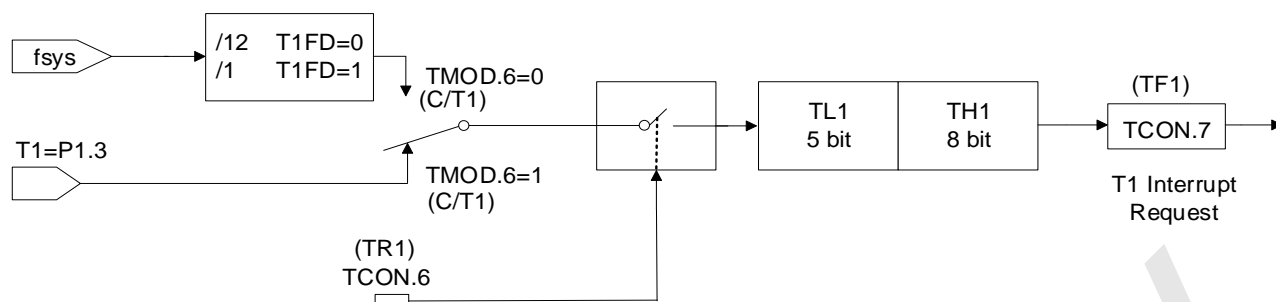 fsys
/12 T1FD=0
/1 T1FD=1
TMOD.6=0
(C/T1)
T1=P1.3
TMOD.6=1
(C/T1)
(TR1)
TCON.6
TL1
5 bit
TH1
8 bit
(TF1)
TCON.7
T1 Interrupt
Request